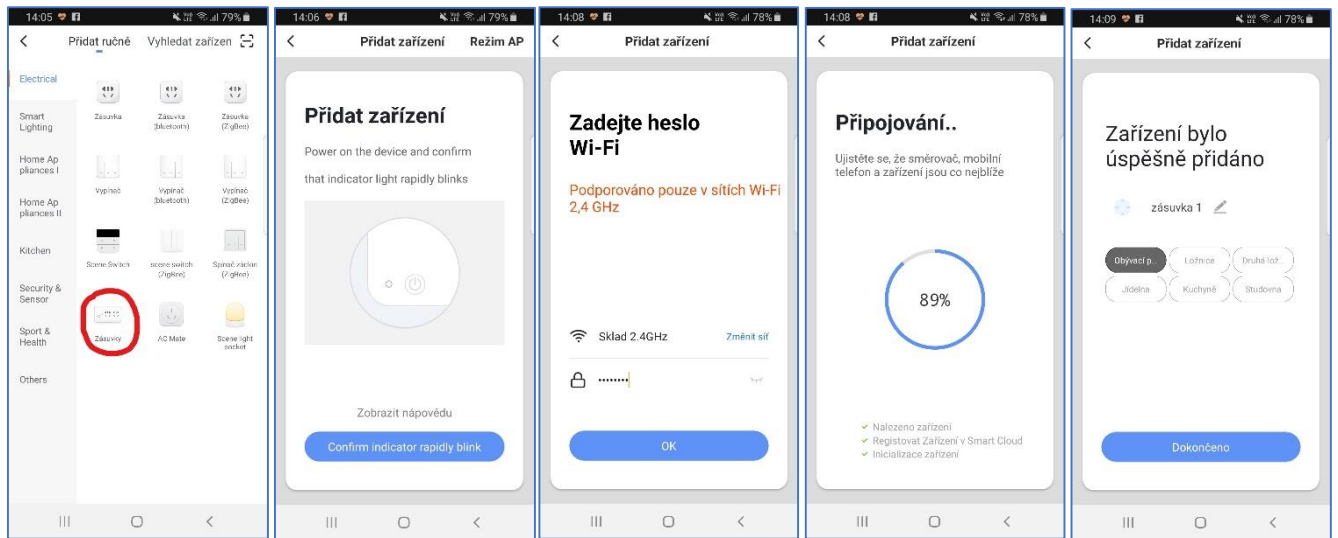 14:05 79%
Přidat ručně Vyhledat zařízen
Electrical
Smart
Lighting
Home Ap
pliances I
Home Ap
pliances II
Kitchen
Security &
Sensor
Sport &
Health
Others
Zásuvka Zásuvka Zásuvka
(bluetooth) (ZigBee)
Vypínač Vypínač Vypínač
(bluetooth) (ZigBee)
Scene Switch scene switch Spínač
(ZigBee) (ZigBee)
Zásuvky AC Mate Scene light
socket
14:06 79%
Přidat zařízení Režim AP
Přidat zařízení
Power on the device and confirm
that indicator light rapidly blinks
Zobrazit nápovědu
Confirm indicator rapidly blink
14:08 78%
Přidat zařízení
Zadejte heslo
Wi-Fi
Podporováno pouze v sítích Wi-Fi
2,4 GHz
Sklad 2.4GHz Změnit síť
••••••••
OK
14:08 78%
Přidat zařízení
Připojování..
Ujistěte se, že směrovač, mobilní
telefon a zařízení jsou co nejblíže
89%
Nalezeno zařízení
Registovat Zařízení v Smart Cloud
Inicializace zařízení
14:09 78%
Přidat zařízení
Zařízení bylo
úspěšně přidáno
zásuvka 1
Obývací p... Ložnice Druhá lož...
Jídelna Kuchyně Studovna
Dokončeno